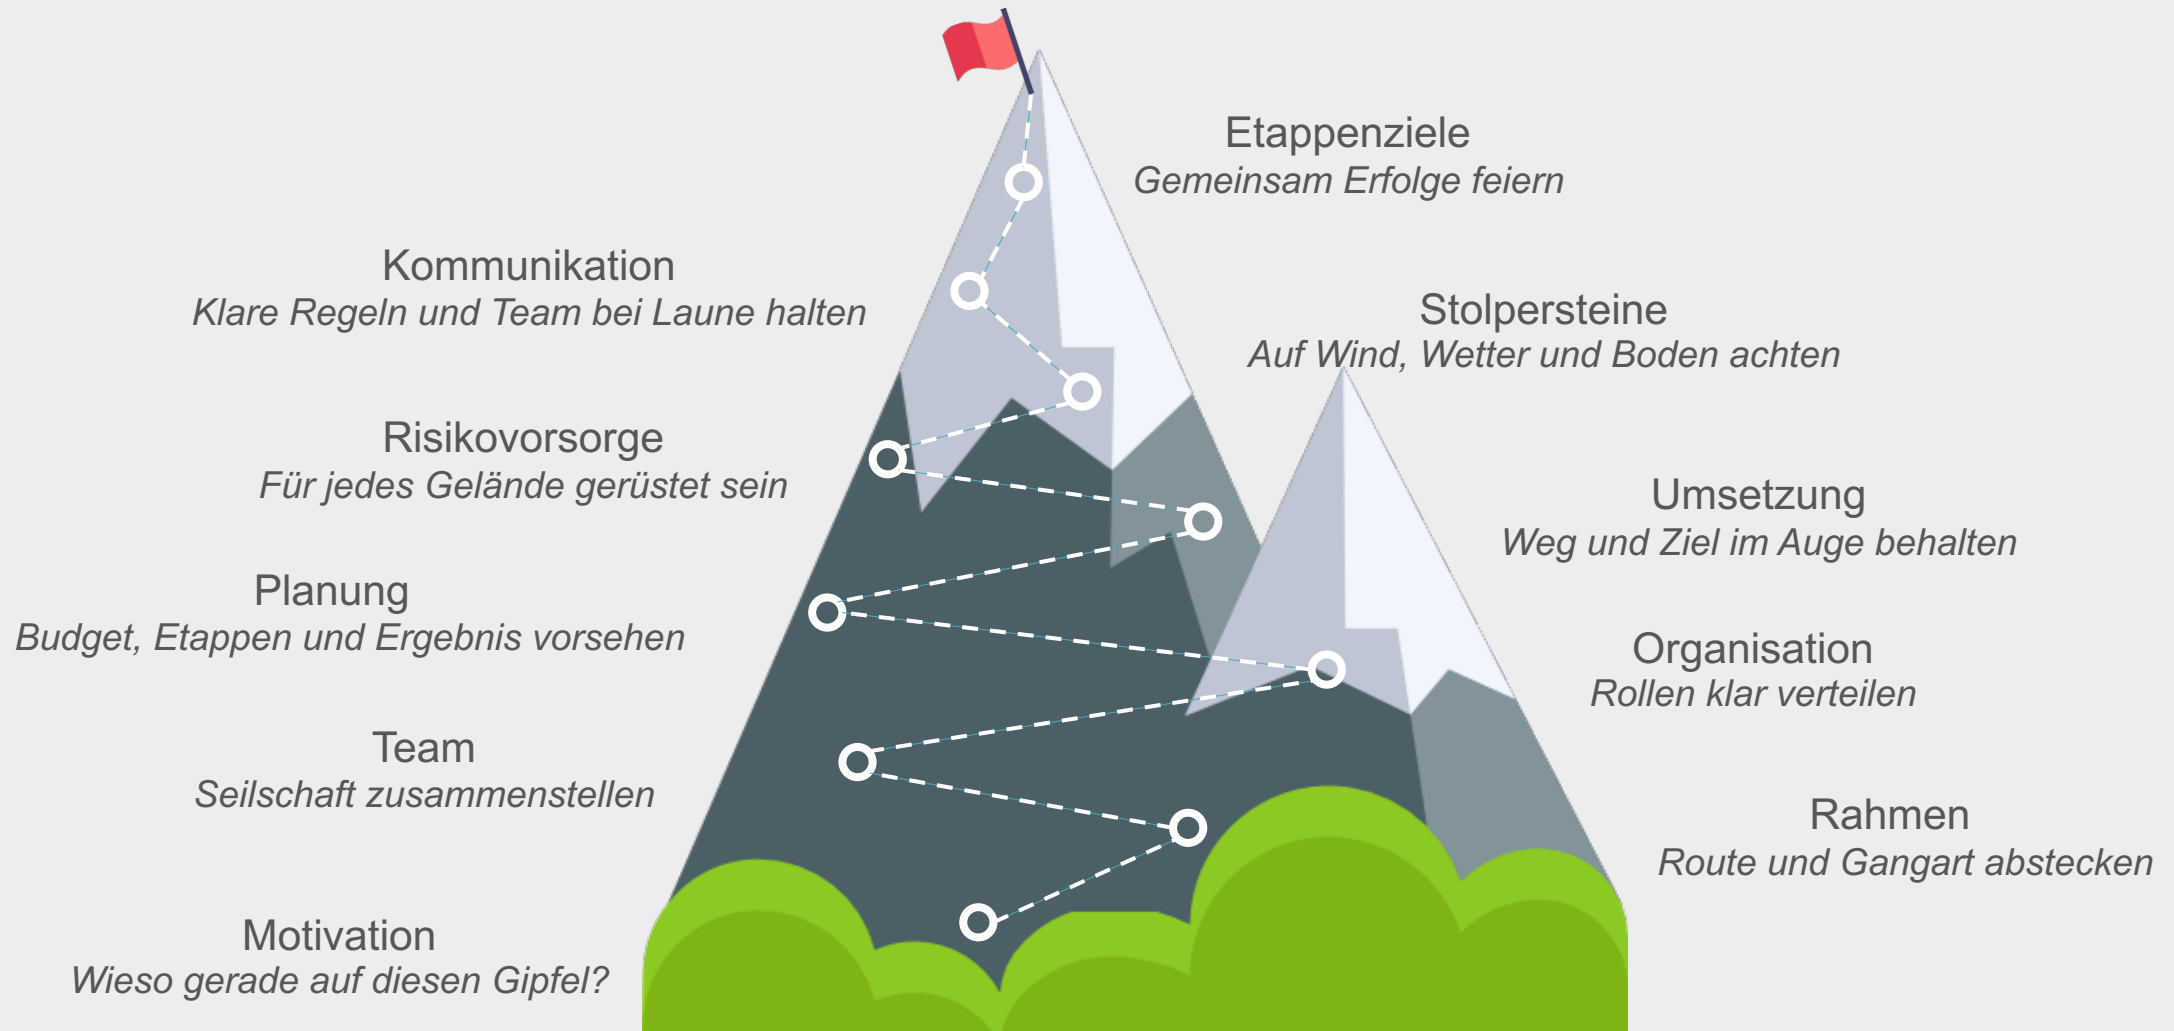 Etappenziele
Gemeinsam Erfolge feiern
Kommunikation
Klare Regeln und Team bei Laune halten
Stolpersteine
Auf Wind, Wetter und Boden achten
Risikovorsorge
Für jedes Gelände gerüstet sein
Umsetzung
Weg und Ziel im Auge behalten
Planung
Budget, Etappen und Ergebnis vorsehen
Organisation
Rollen klar verteilen
Team
Seilschaft zusammenstellen
Rahmen
Route und Gangart abstecken
Motivation
Wieso gerade auf diesen Gipfel?